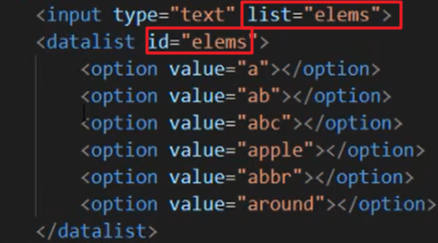 <input type="text" list="elems">
<datalist id="elems">
<option value="a"></option>
<option value="ab"></option>
<option value="abc"></option>
<option value="apple"></option>
<option value="abbr"></option>
<option value="around"></option>
</datalist>